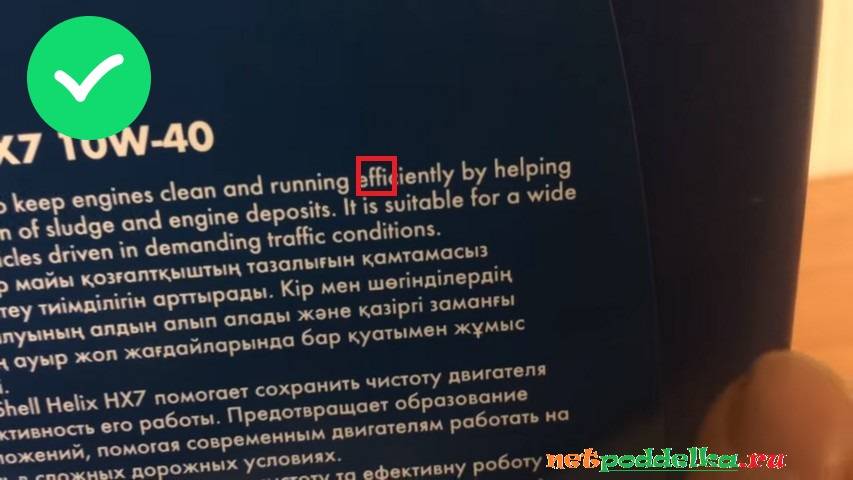 X7 10W-40
o keep engines clean and running efficiently by helping
n of sludge and engine deposits. It is suitable for a wide
icles driven in demanding traffic conditions.
р майы қозғалтқыштың тазалығын қамтамасыз
теу тиімділігін арттырады. Кір мен шөгінділердің
луының алдын алып алады және қазіргі заманғы
ң ауыр жол жағдайларында бар қуатымен жұмыс
і.
Shell Helix HX7 помогает сохранить чистоту двигателя
ктивность его работы. Предотвращает образование
ложений, помогая современным двигателям работать на
ь в сложных дорожных условиях.
истоту та ефективну роботу
netpoddelka.ru